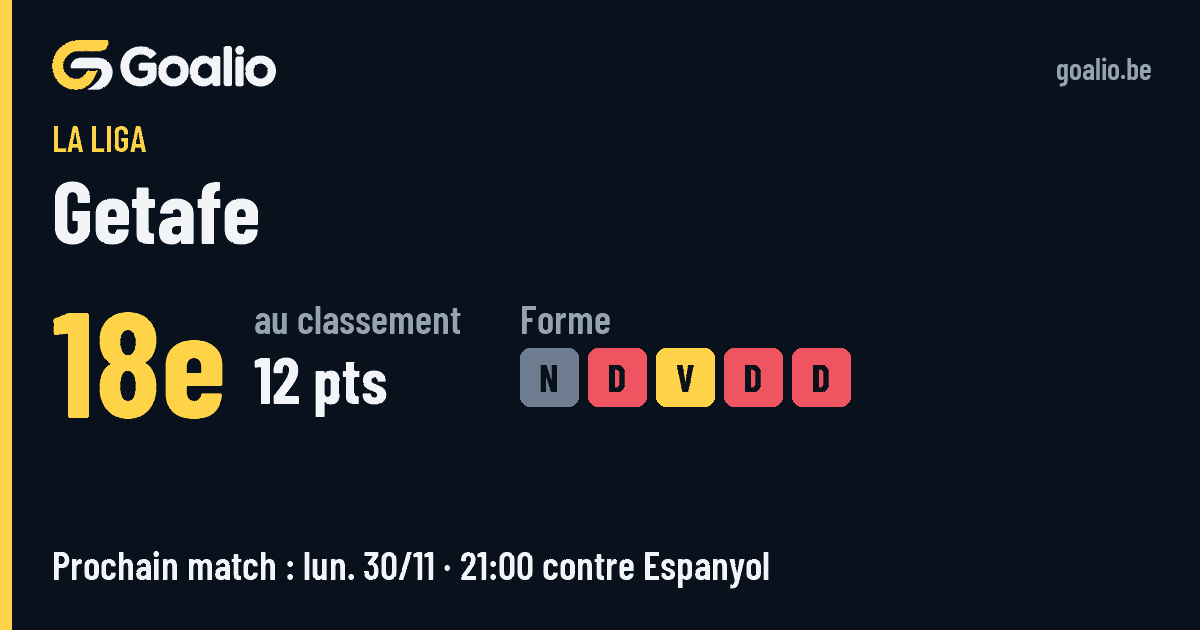 Goalio
goalio.be
LA LIGA
Getafe
18e
au classement
12 pts
Forme
N D V D D
Prochain match : lun. 30/11 · 21:00 contre Espanyol